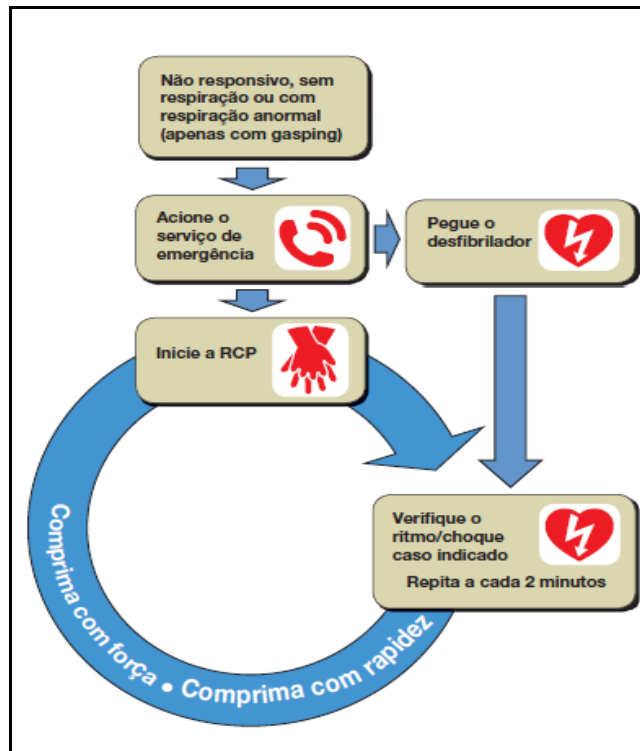 Não responsivo, sem
respiração ou com
respiração anormal
(apenas com gasping)
Acione o
serviço de
emergência
Pegue o
desfibrilador
Inicie a RCP
Verifique o
ritmo/choque
caso indicado
Repita a cada 2 minutos
Comprima com força • Comprima com rapidez